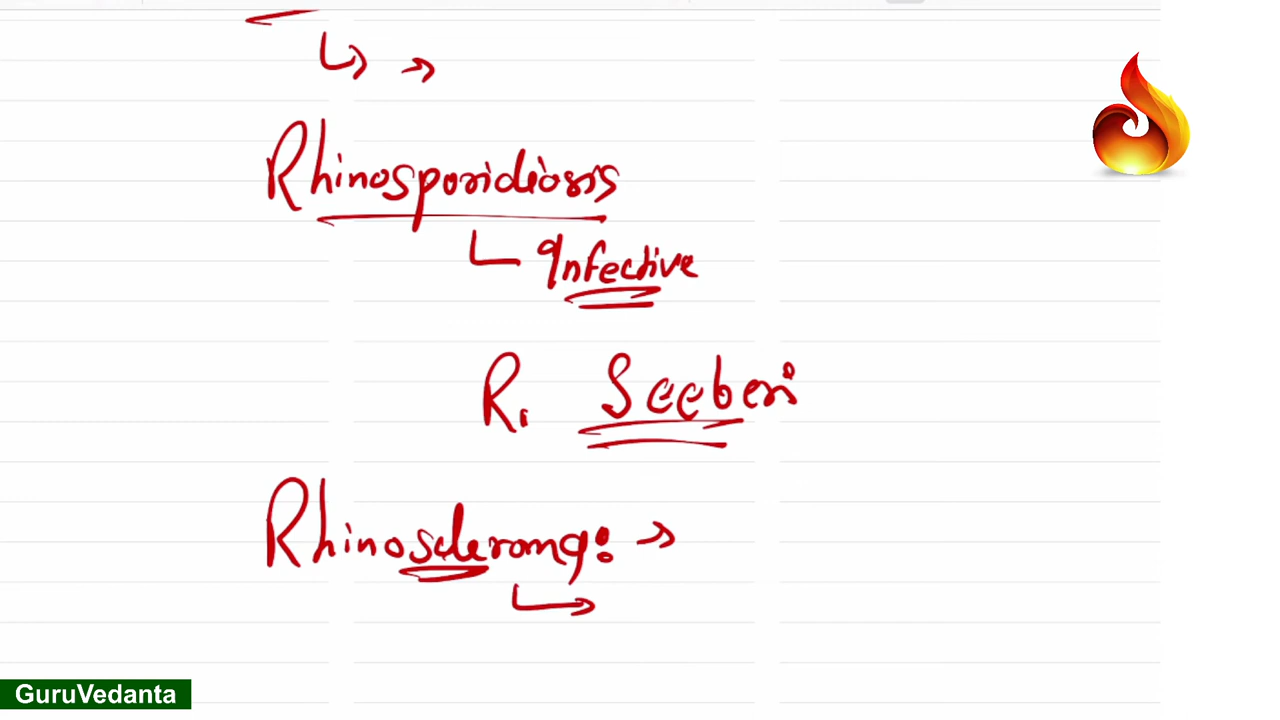 Rhinosporidiosis
Infective
R. Seeberi
Rhinoscleroma:
GuruVedanta